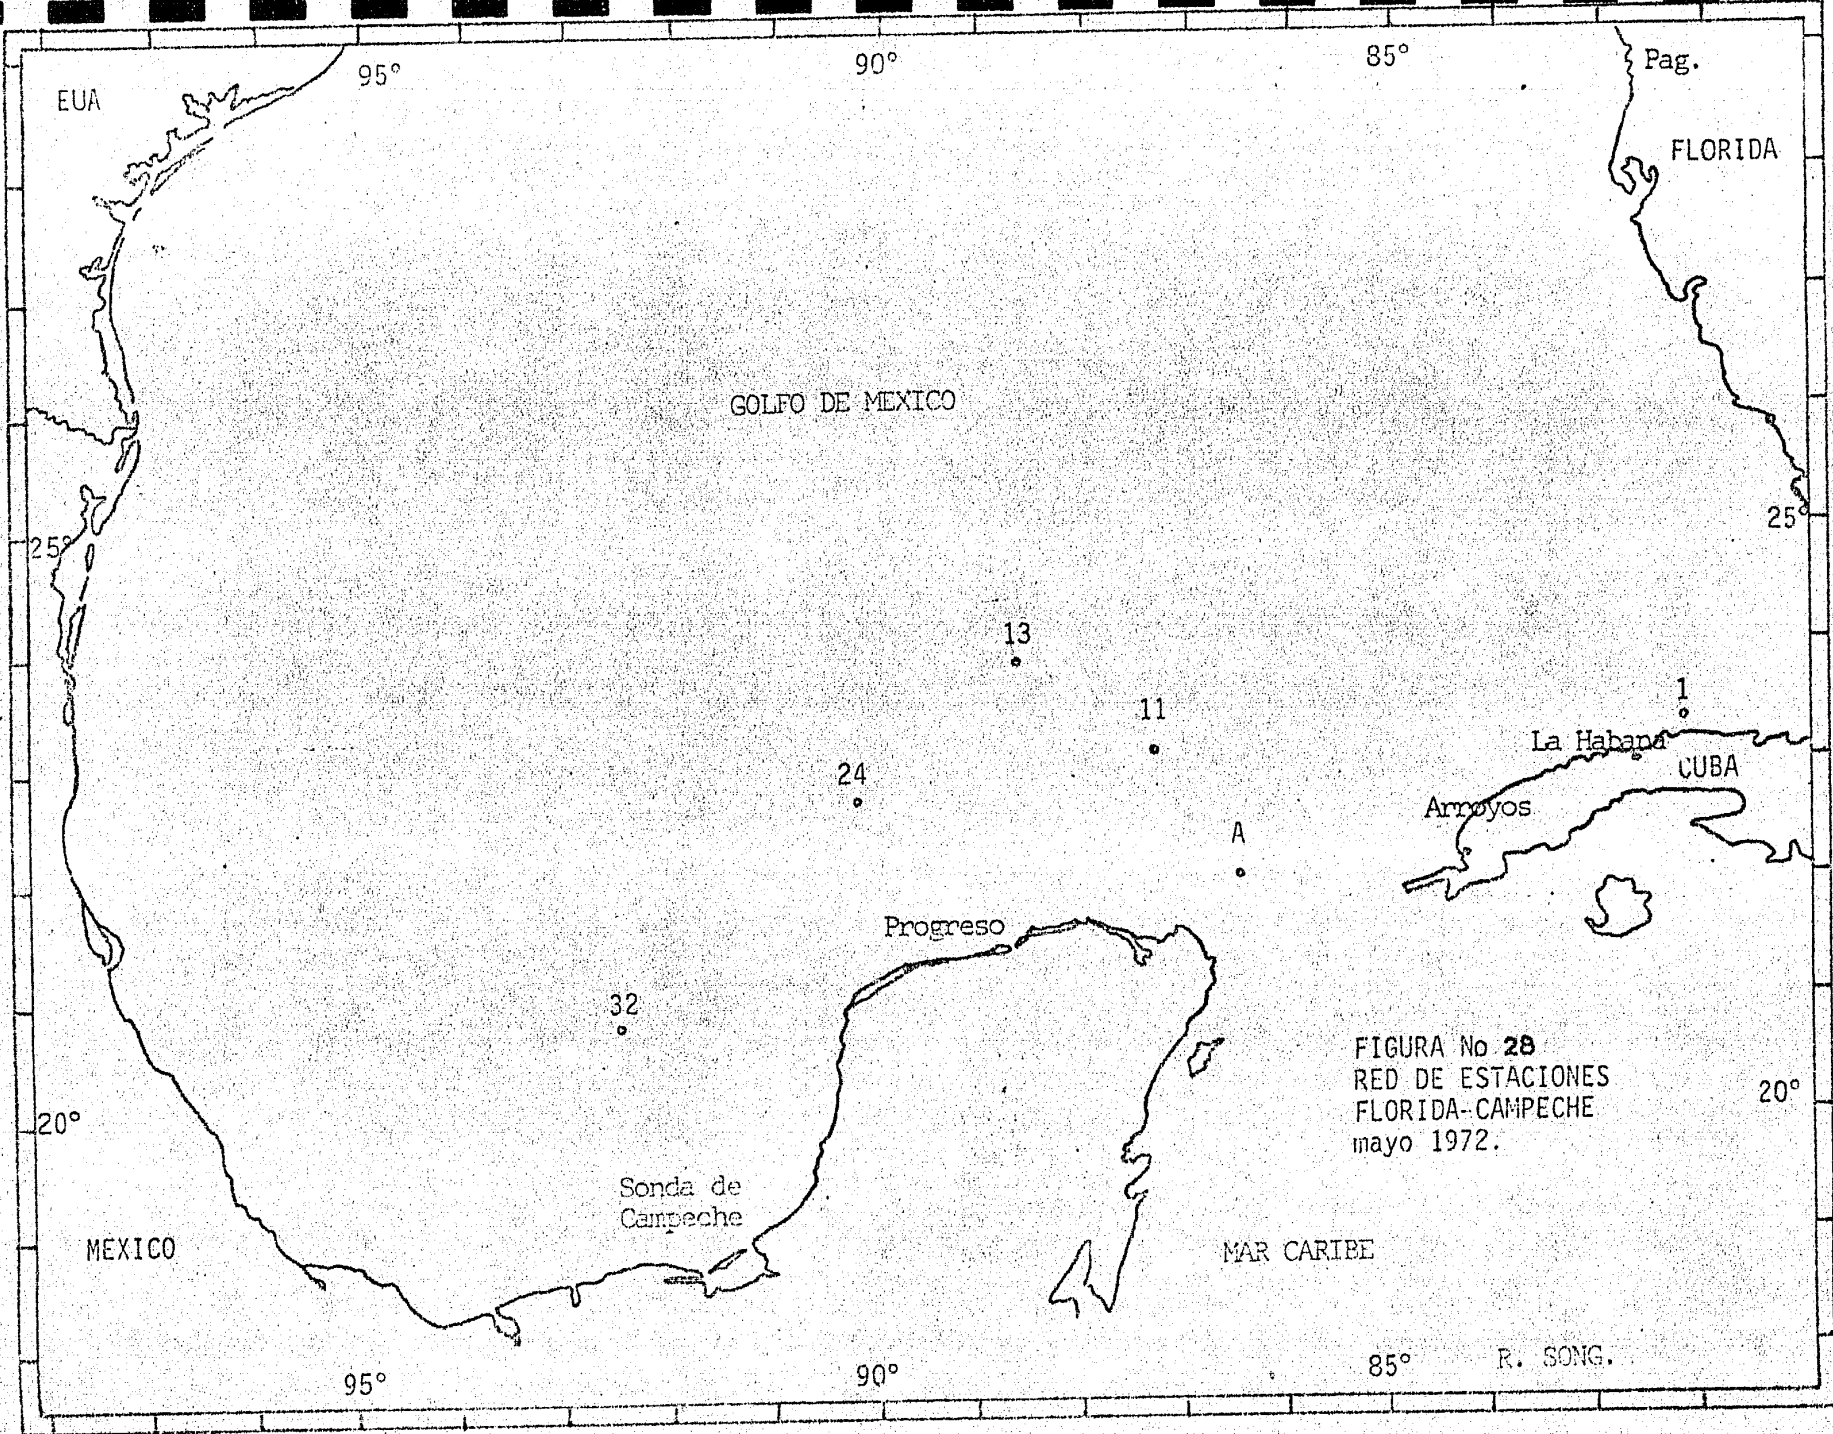 95°
90°
85°
Pag.
EUA
FLORIDA
GOLFO DE MEXICO
25°
25°
13
11
1
La Habana
CUBA
24
Arroyos
A
Progreso
32
FIGURA No 28
RED DE ESTACIONES
FLORIDA-CAMPECHE
mayo 1972.
20°
20°
Sonda de
Campeche
MEXICO
MAR CARIBE
95°
90°
85°
R. SONG.